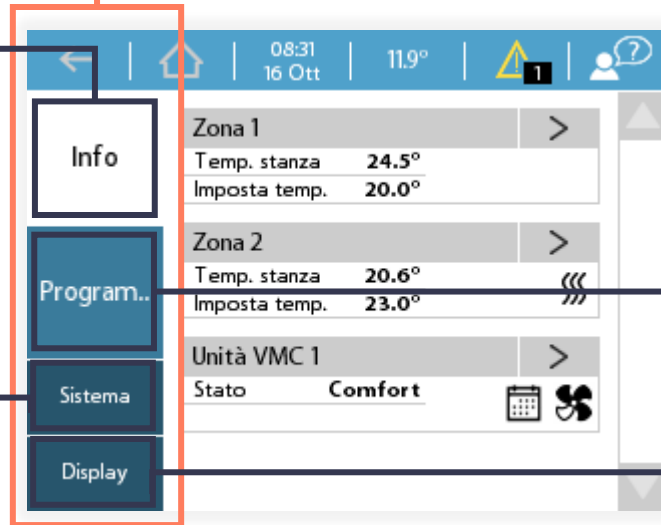 08:31
16 Ott
11.9°
1
?
Info
Program..
Sistema
Display
Zona 1
>
Temp. stanza 24.5°
Imposta temp. 20.0°
Zona 2
>
Temp. stanza 20.6°
Imposta temp. 23.0°
Unità VMC 1
>
Stato Comfort